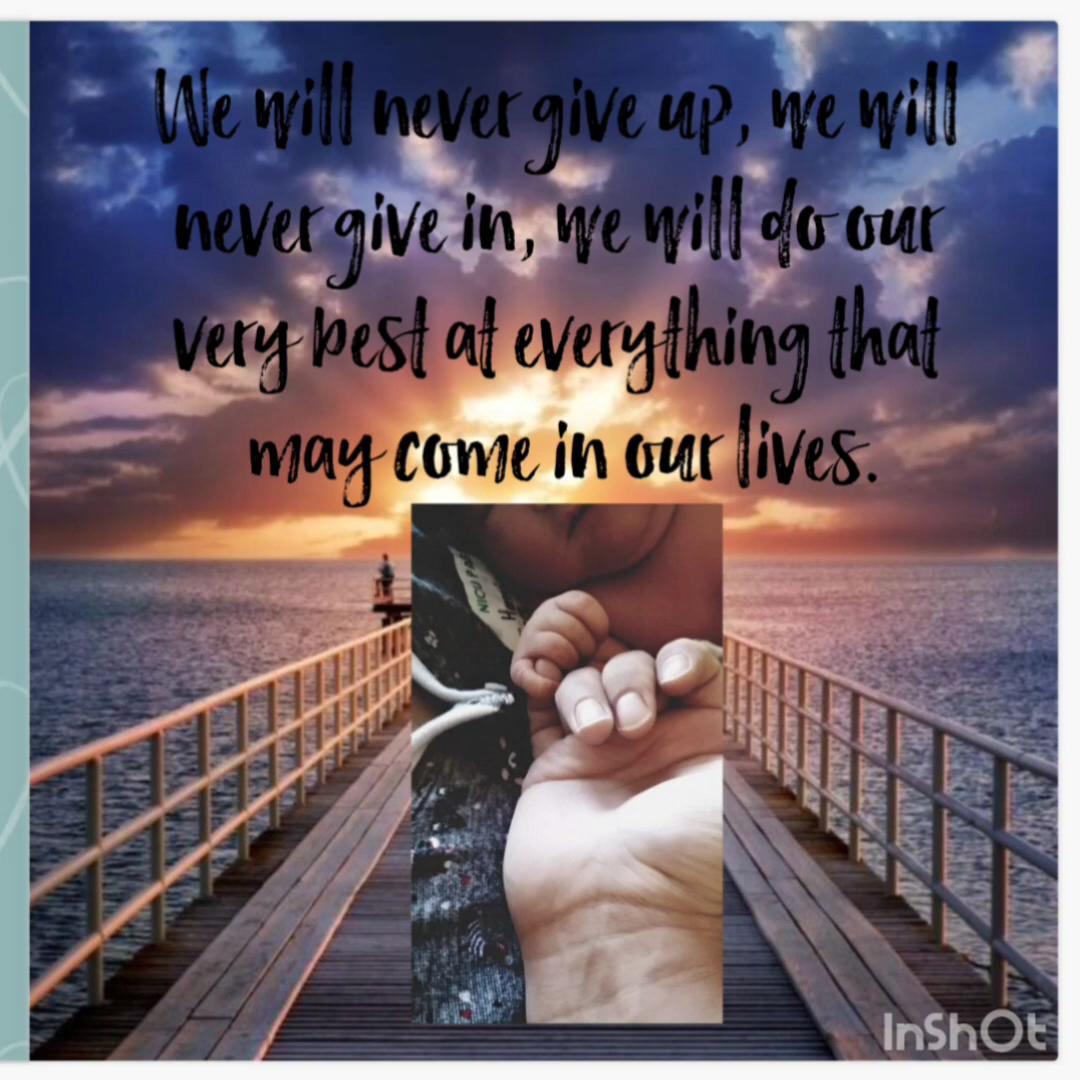 We will never give up, we will
never give in, we will do our
very best at everything that
may come in our lives.
NICU
InShOt